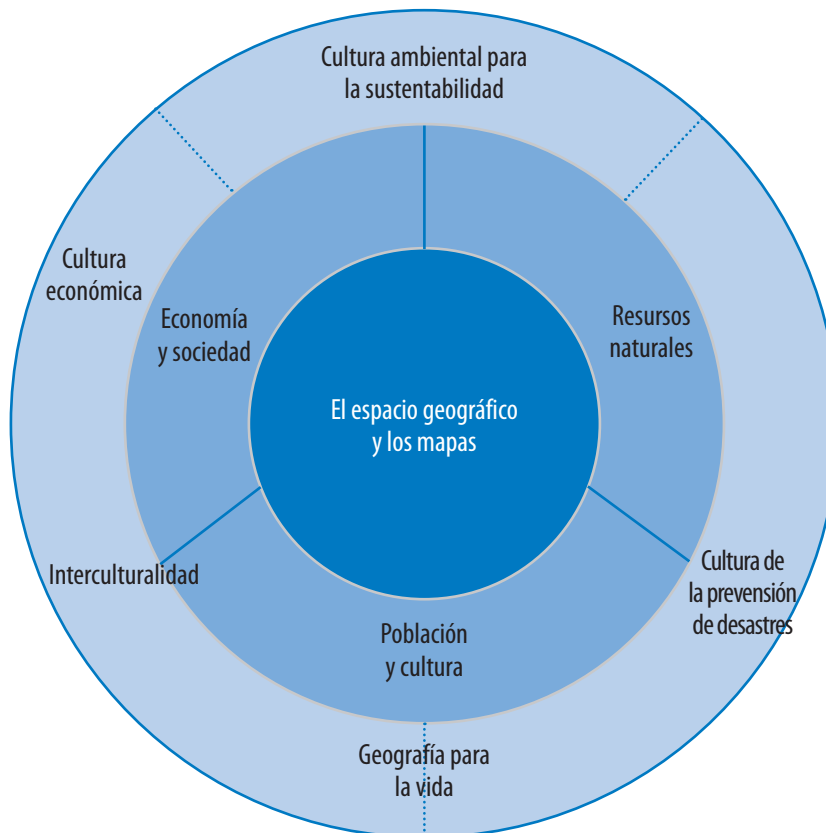 Cultura ambiental para
la sustentabilidad
Cultura
económica
Economía
y sociedad
Resursos
naturales
El espacio geográfico
y los mapas
Interculturalidad
Cultura de
la prevensión
de desastres
Población
y cultura
Geografía para
la vida